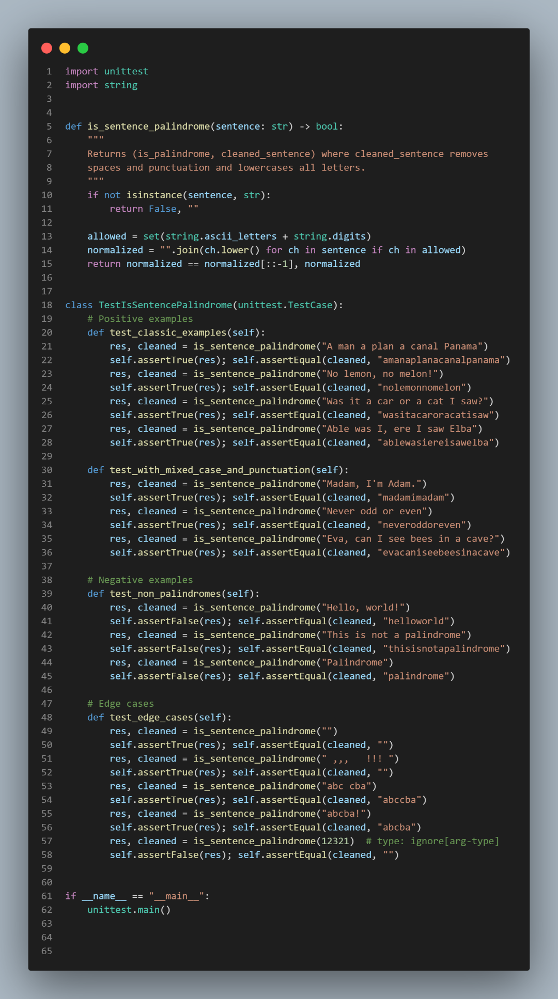 1 import unittest
2 import string
3
4
5 def is_sentence_palindrome(sentence: str) -> bool:
6     """
7     Returns (is_palindrome, cleaned_sentence) where cleaned_sentence removes
8     spaces and punctuation and lowercases all letters.
9     """
10     if not isinstance(sentence, str):
11         return False, ""
12
13     allowed = set(string.ascii_letters + string.digits)
14     normalized = "".join(ch.lower() for ch in sentence if ch in allowed)
15     return normalized == normalized[::-1], normalized
16
17
18 class TestIsSentencePalindrome(unittest.TestCase):
19     # Positive examples
20     def test_classic_examples(self):
21         res, cleaned = is_sentence_palindrome("A man a plan a canal Panama")
22         self.assertTrue(res); self.assertEqual(cleaned, "amanaplanacanalpanama")
23         res, cleaned = is_sentence_palindrome("No lemon, no melon!")
24         self.assertTrue(res); self.assertEqual(cleaned, "nolemonnomelon")
25         res, cleaned = is_sentence_palindrome("Was it a car or a cat I saw?")
26         self.assertTrue(res); self.assertEqual(cleaned, "wasitacaroracatisaw")
27         res, cleaned = is_sentence_palindrome("Able was I, ere I saw Elba")
28         self.assertTrue(res); self.assertEqual(cleaned, "ablewasiereisawelba")
29
30     def test_with_mixed_case_and_punctuation(self):
31         res, cleaned = is_sentence_palindrome("Madam, I'm Adam.")
32         self.assertTrue(res); self.assertEqual(cleaned, "madamimadam")
33         res, cleaned = is_sentence_palindrome("Never odd or even")
34         self.assertTrue(res); self.assertEqual(cleaned, "neveroddoreven")
35         res, cleaned = is_sentence_palindrome("Eva, can I see bees in a cave?")
36         self.assertTrue(res); self.assertEqual(cleaned, "evacaniseebeesinacave")
37
38     # Negative examples
39     def test_non_palindromes(self):
40         res, cleaned = is_sentence_palindrome("Hello, world!")
41         self.assertFalse(res); self.assertEqual(cleaned, "helloworld")
42         res, cleaned = is_sentence_palindrome("This is not a palindrome")
43         self.assertFalse(res); self.assertEqual(cleaned, "thisisnotapalindrome")
44         res, cleaned = is_sentence_palindrome("Palindrome")
45         self.assertFalse(res); self.assertEqual(cleaned, "palindrome")
46
47     # Edge cases
48     def test_edge_cases(self):
49         res, cleaned = is_sentence_palindrome("")
50         self.assertTrue(res); self.assertEqual(cleaned, "")
51         res, cleaned = is_sentence_palindrome(" ,,,   !!! ")
52         self.assertTrue(res); self.assertEqual(cleaned, "")
53         res, cleaned = is_sentence_palindrome("abc cba")
54         self.assertTrue(res); self.assertEqual(cleaned, "abccba")
55         res, cleaned = is_sentence_palindrome("abcba!")
56         self.assertTrue(res); self.assertEqual(cleaned, "abcba")
57         res, cleaned = is_sentence_palindrome(12321)  # type: ignore[arg-type]
58         self.assertFalse(res); self.assertEqual(cleaned, "")
59
60
61 if __name__ == "__main__":
62     unittest.main()
63
64
65